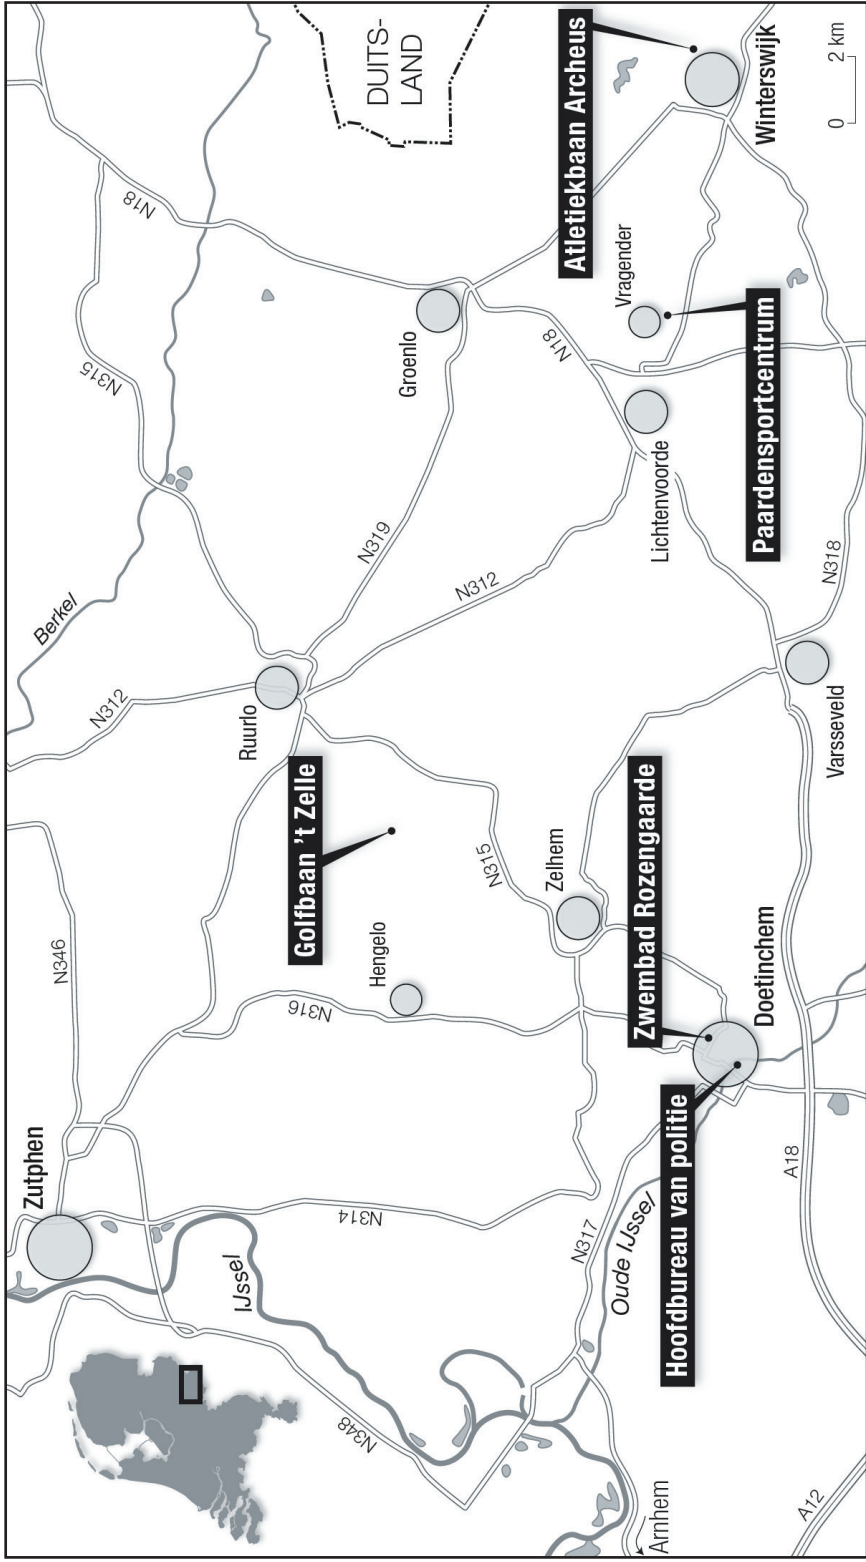 Zutphen
N346
N312
Berkel
N315
N18
DUITS-
LAND
IJssel
N314
N316
Hengelo
Golfbaan 't Zelle
Ruurlo
N319
Groenlo
N348
N315
N312
N18
Atletiekbaan Archeus
Vragender
Winterswijk
0 2 km
Zelhem
Lichtenvoorde
Paardensportcentrum
N317
Oude IJssel
Hoofdbureau van politie
Zwembad Rozengaarde
Doetinchem
Varsseveld
N318
A18
Arnhem
A12